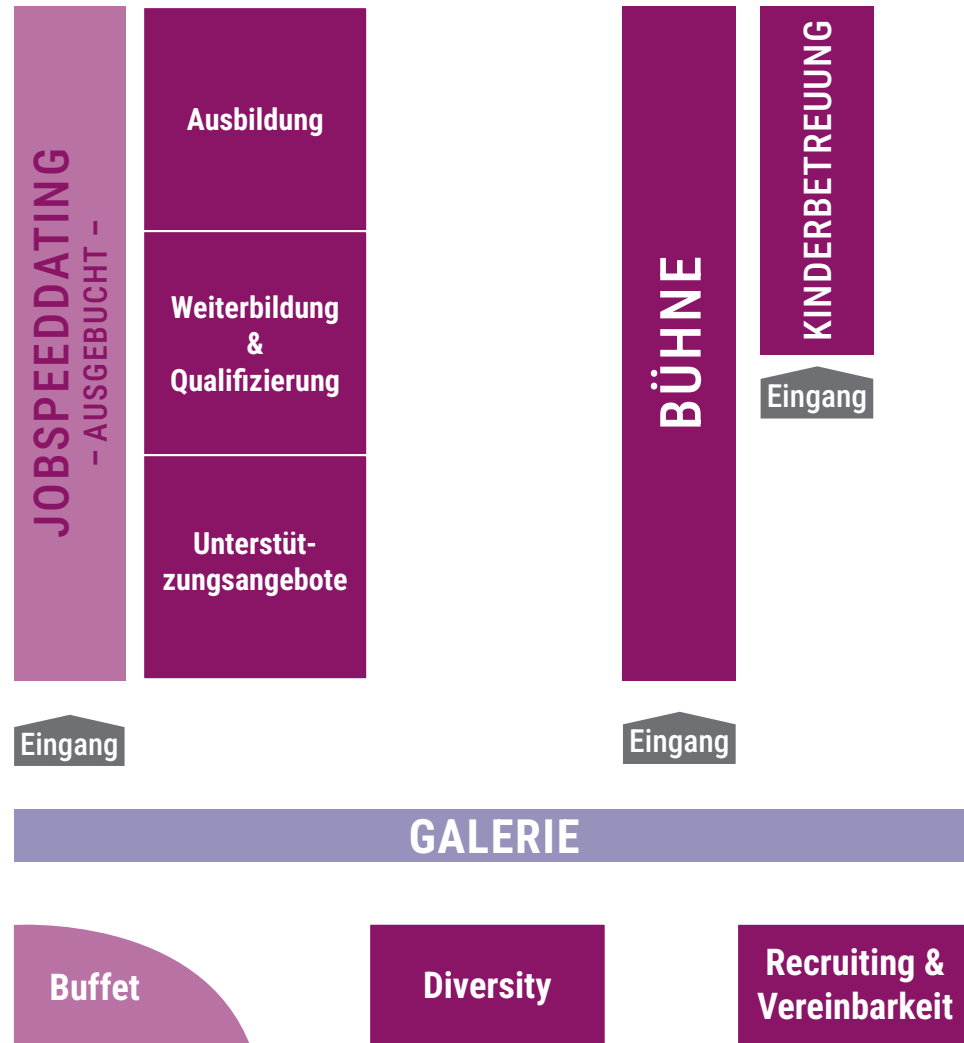 JOBSPEEDDATING
– AUSGEBUCHT –
Ausbildung
Weiterbildung
&
Qualifizierung
Unterstüt-
zungsangebote
BÜHNE
KINDERBETREUUNG
Eingang
Eingang
Eingang
GALERIE
Buffet
Diversity
Recruiting &
Vereinbarkeit